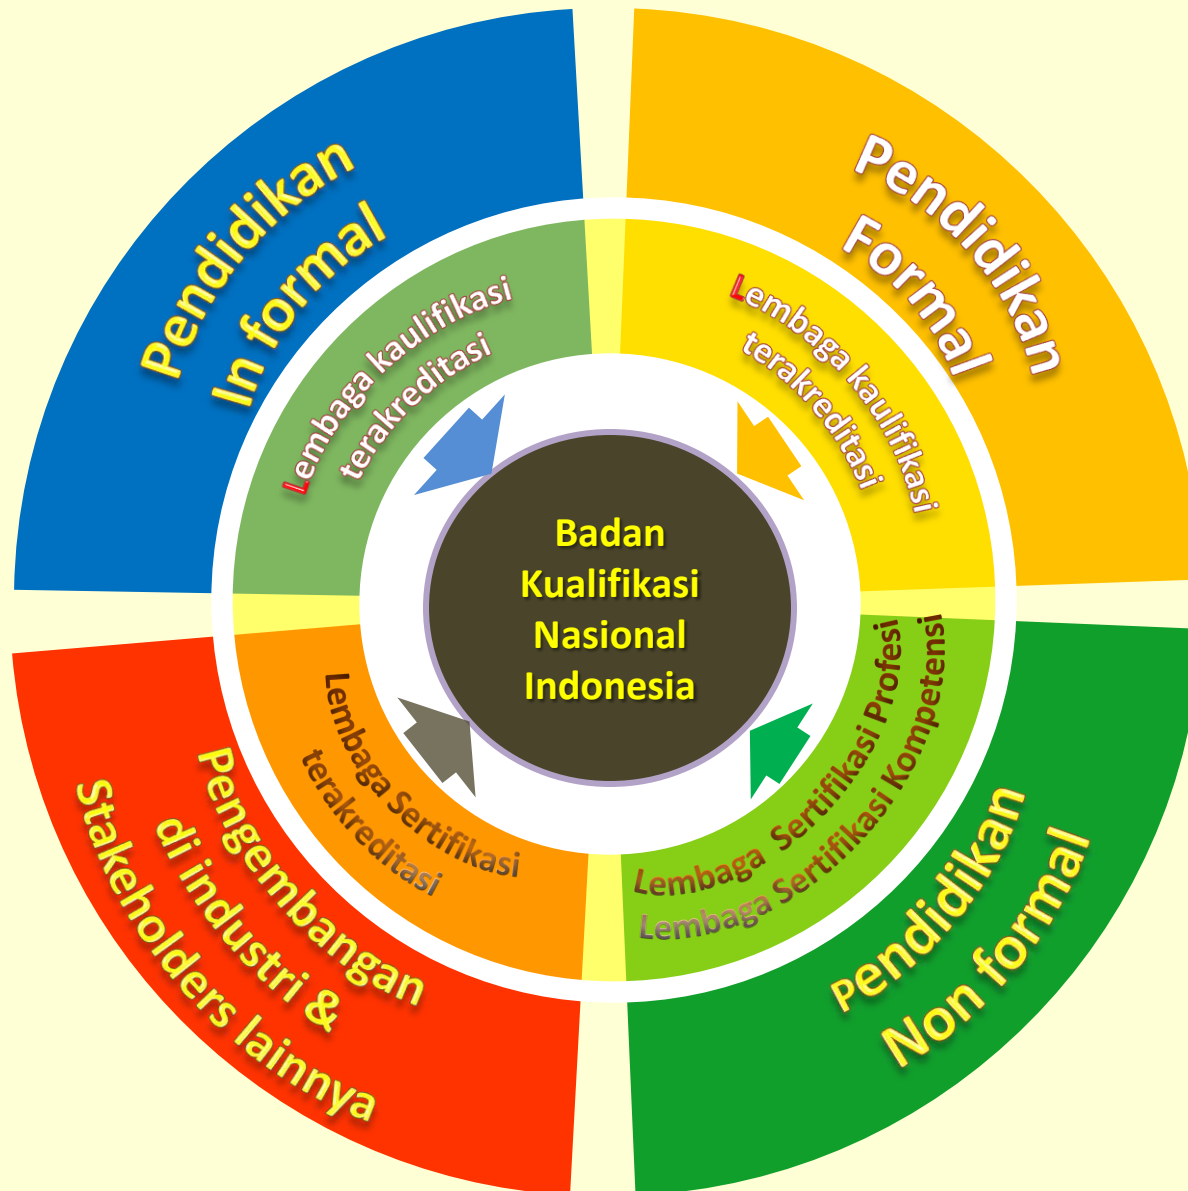 Pendidikan
In formal
Pendidikan
Formal
Lembaga kaulifikasi
terakreditasi
Lembaga kaulifikasi
terakreditasi
Badan
Kualifikasi
Nasional
Indonesia
Lembaga Sertifikasi
terakreditasi
Lembaga Sertifikasi Profesi
Lembaga Sertifikasi Kompetensi
Pengembangan
di industri &
Stakeholders lainnya
Pendidikan
Non formal